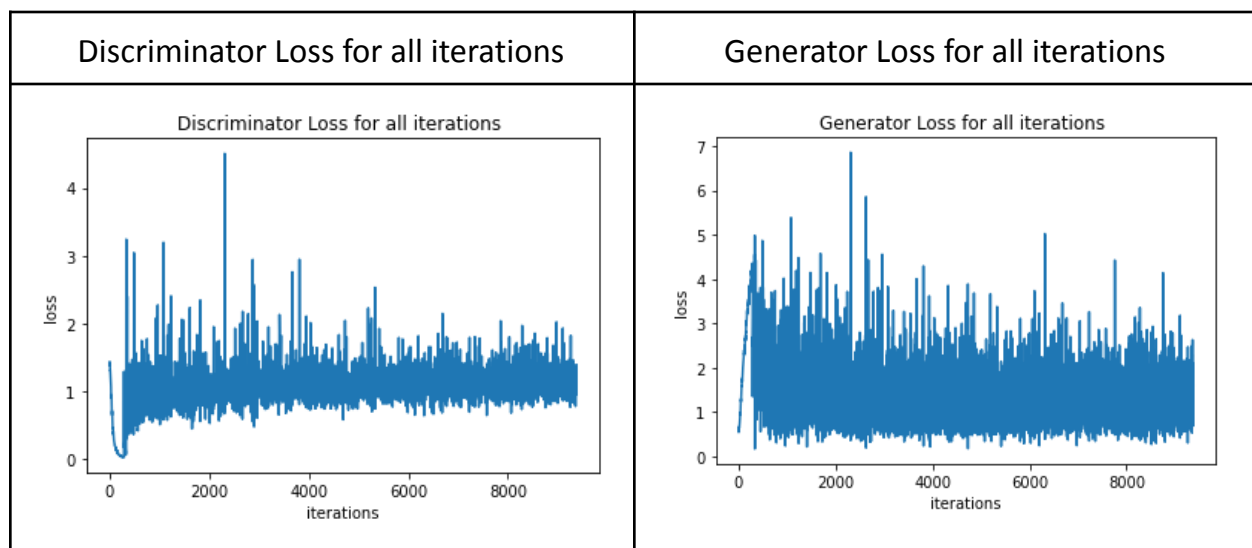 Discriminator Loss for all iterations
Generator Loss for all iterations
Discriminator Loss for all iterations
4
3
2
1
0
loss
0 2000 4000 6000 8000
iterations
Generator Loss for all iterations
7
6
5
4
3
2
1
0
loss
0 2000 4000 6000 8000
iterations